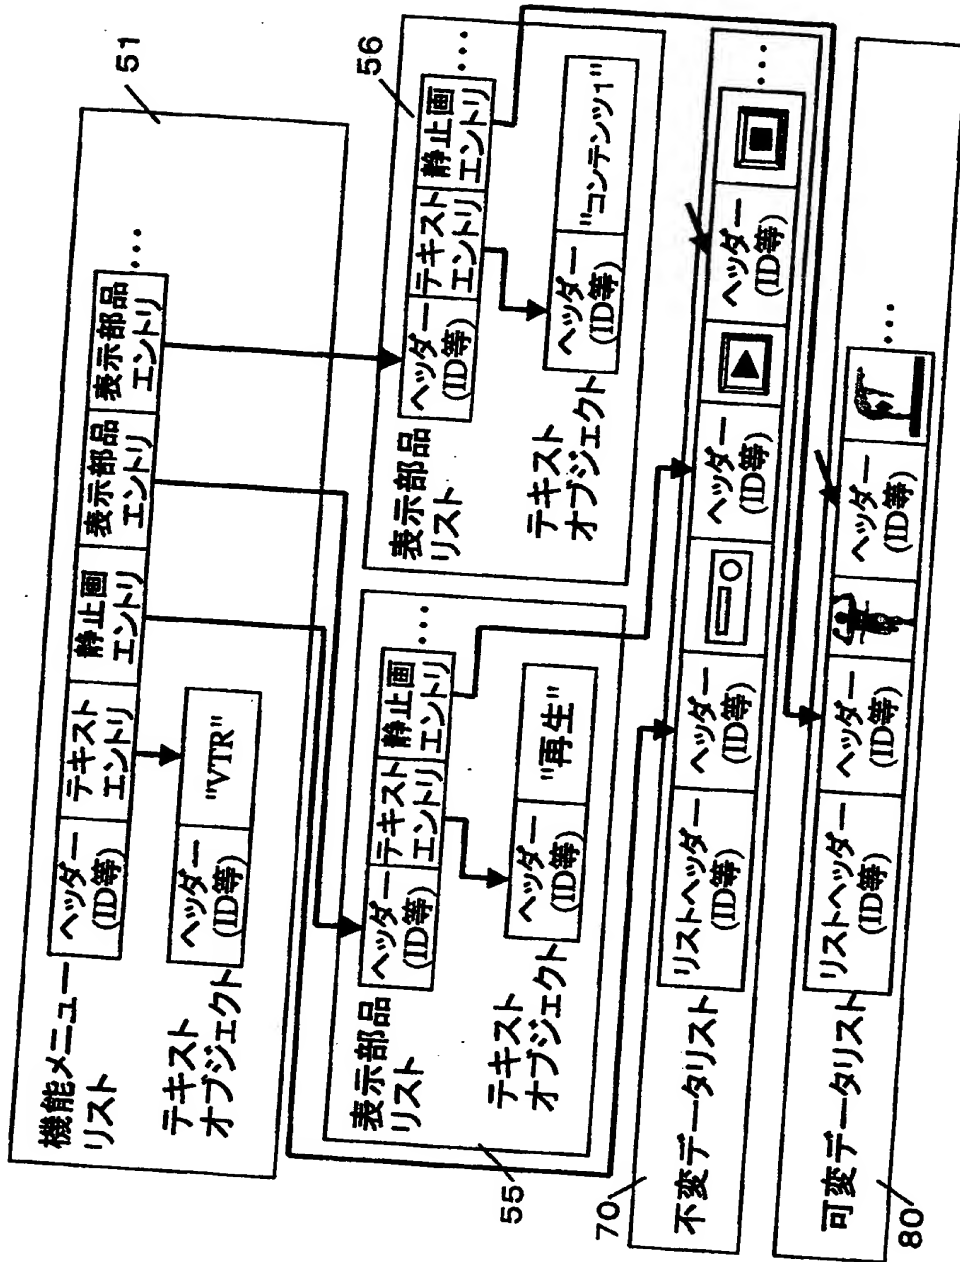 51
機能メニュー
リスト
ヘッダー
(ID等)
テキスト
エントリ
静止画
エントリ
表示部品
エントリ
表示部品
エントリ
...
テキスト
オブジェクト
ヘッダー
(ID等)
"VTR"
55
表示部品
リスト
ヘッダー
(ID等)
テキスト
エントリ
静止画
エントリ
...
テキスト
オブジェクト
ヘッダー
(ID等)
"再生"
56
表示部品
リスト
ヘッダー
(ID等)
テキスト
エントリ
静止画
エントリ
...
テキスト
オブジェクト
ヘッダー
(ID等)
"コンテンツ1"
70
不変データリスト
リストヘッダー
(ID等)
ヘッダー
(ID等)
ヘッダー
(ID等)
ヘッダー
(ID等)
...
80
可変データリスト
リストヘッダー
(ID等)
ヘッダー
(ID等)
ヘッダー
(ID等)
...